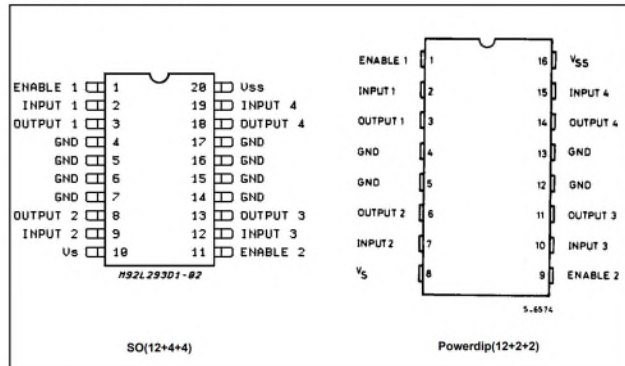 ENABLE 1 1 20 Vss
INPUT 1 2 19 INPUT 4
OUTPUT 1 3 18 OUTPUT 4
GND 4 17 GND
GND 5 16 GND
GND 6 15 GND
GND 7 14 GND
OUTPUT 2 8 13 OUTPUT 3
INPUT 2 9 12 INPUT 3
Vs 10 11 ENABLE 2
M92L293D1-02
SO(12+4+4)
ENABLE 1 1 16 VSS
INPUT 1 2 15 INPUT 4
OUTPUT 1 3 14 OUTPUT 4
GND 4 13 GND
GND 5 12 GND
OUTPUT 2 6 11 OUTPUT 3
INPUT 2 7 10 INPUT 3
VS 8 9 ENABLE 2
5-6574
Powerdip(12+2+2)